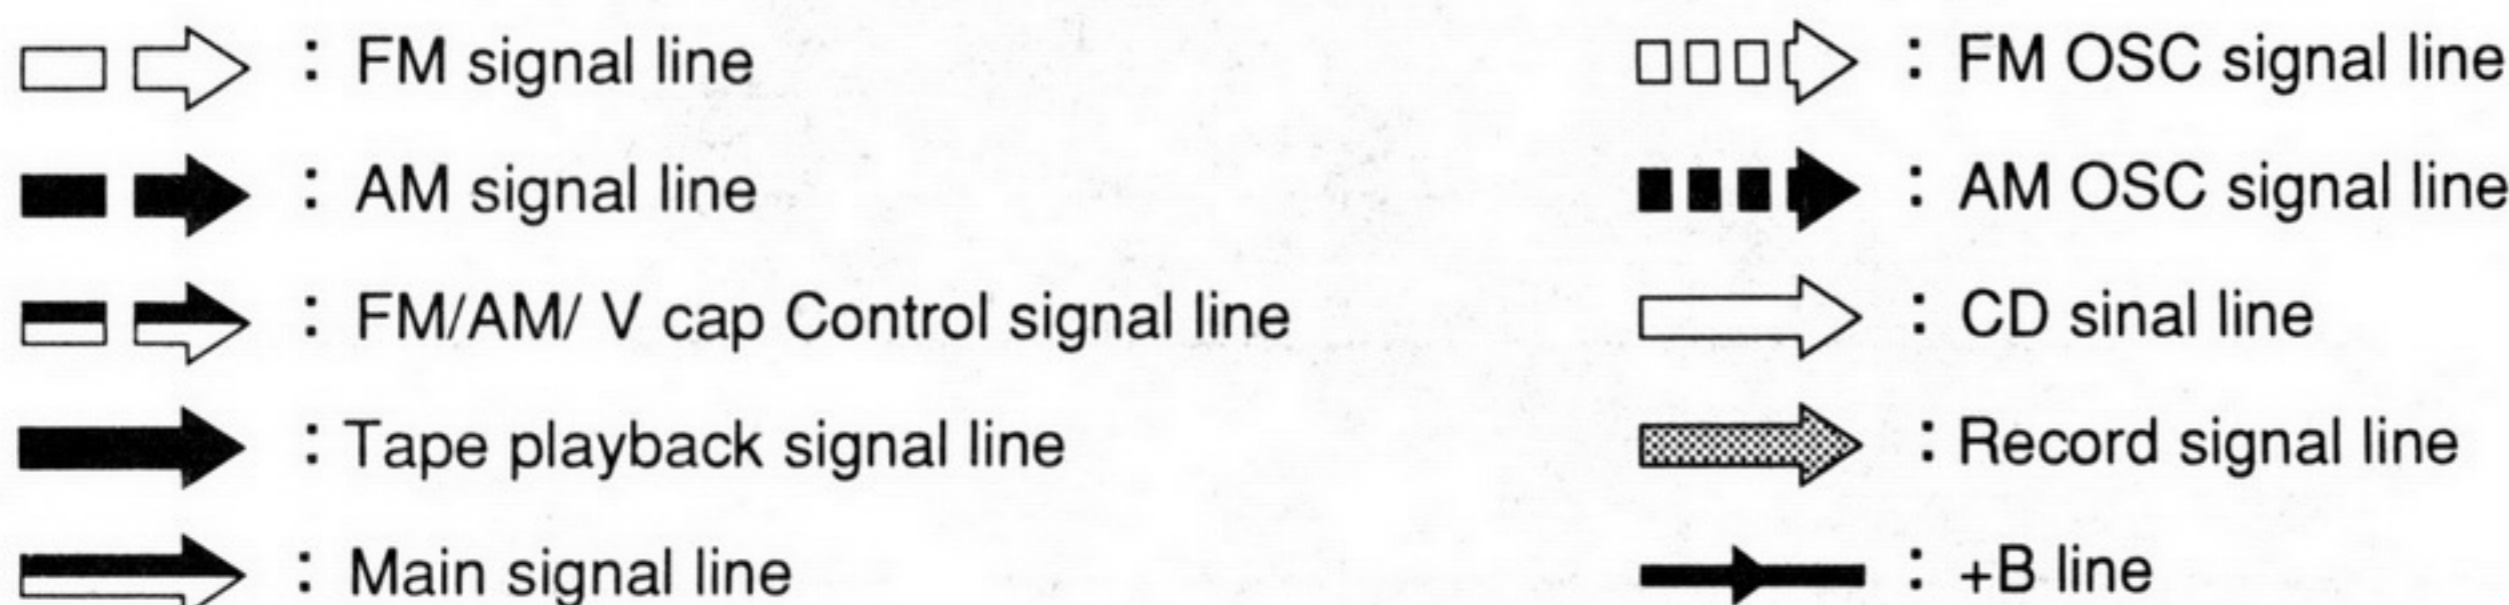 : FM signal line
: FM OSC signal line
: AM signal line
: AM OSC signal line
: FM/AM/ V cap Control signal line
: CD sinal line
: Tape playback signal line
: Record signal line
: Main signal line
: +B line